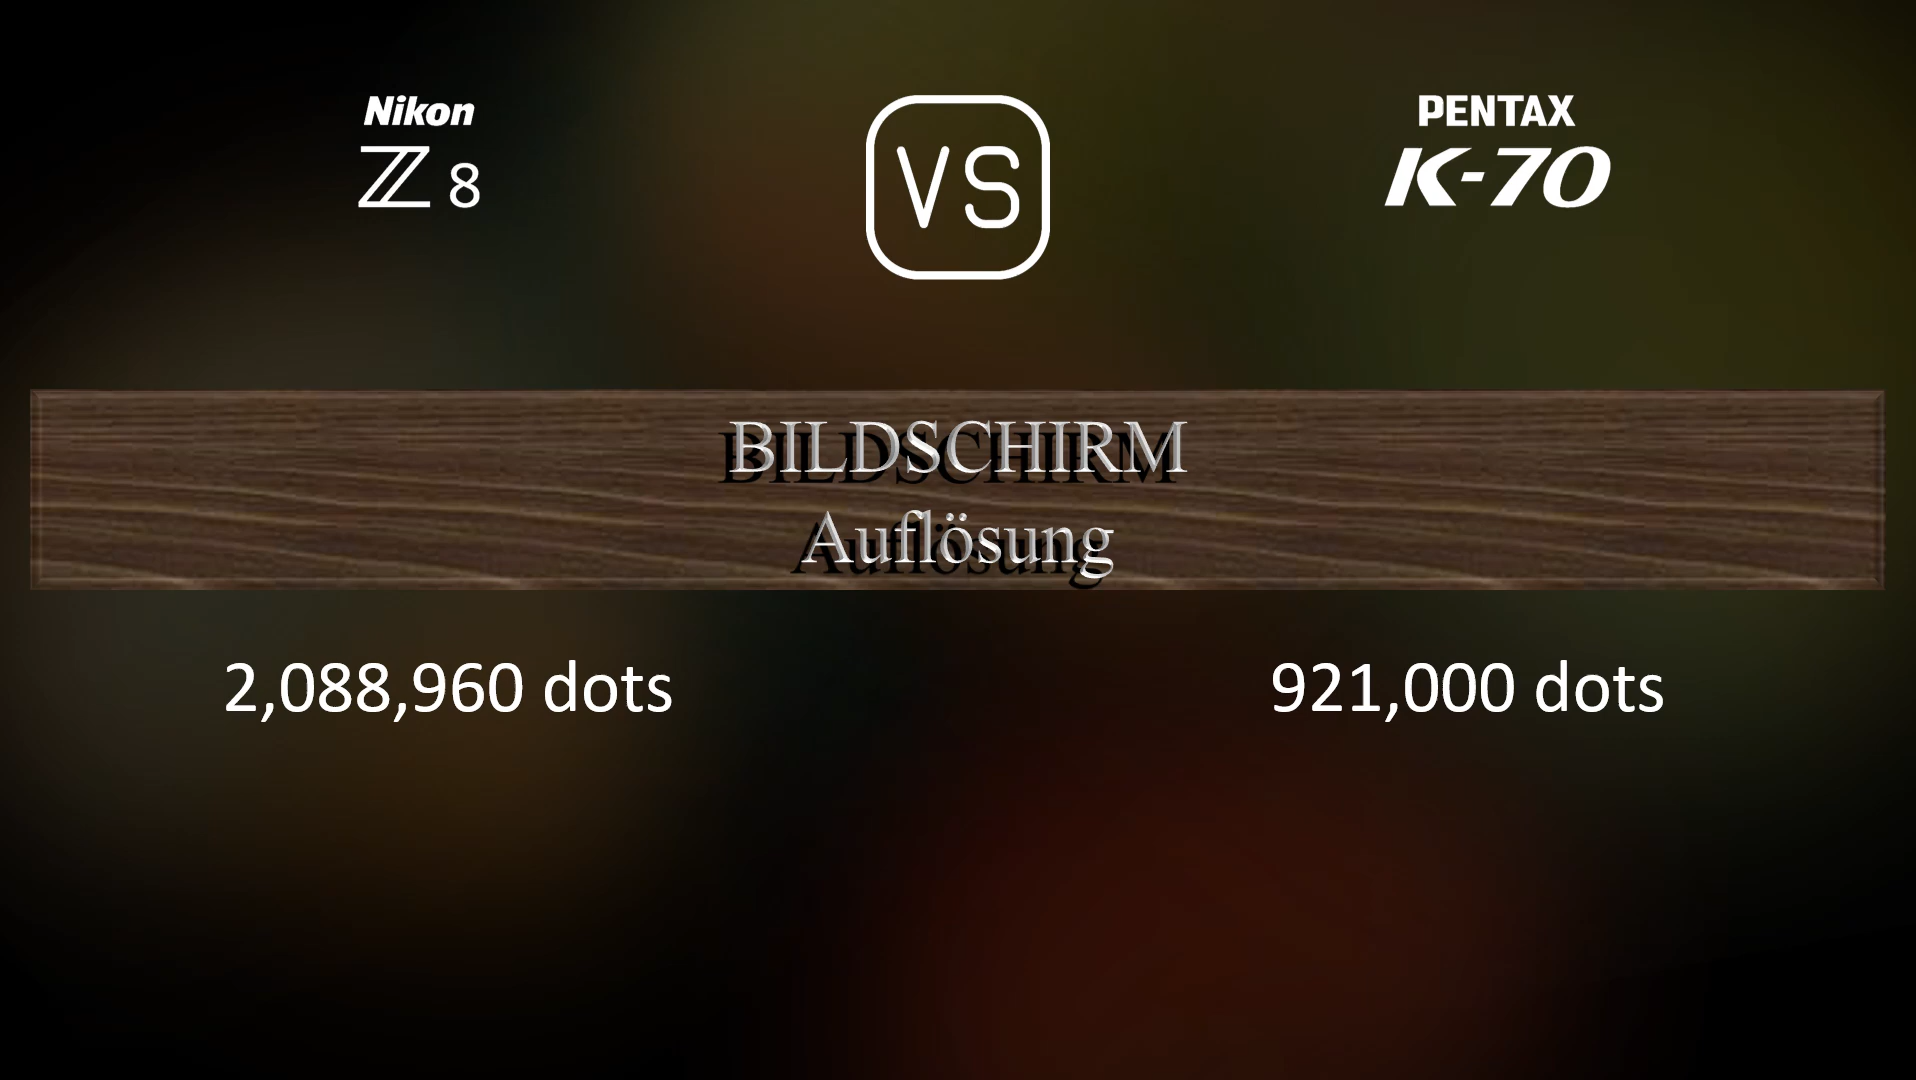 Nikon
Z 8
VS
PENTAX
K-70
BILDSCHIRM
Auflösung
2,088,960 dots
921,000 dots